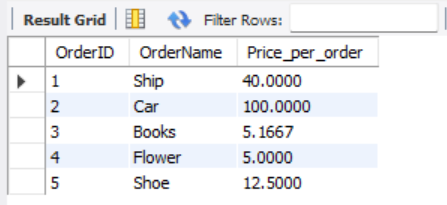 Result Grid Filter Rows:
OrderID OrderName Price_per_order
1 Ship 40.0000
2 Car 100.0000
3 Books 5.1667
4 Flower 5.0000
5 Shoe 12.5000